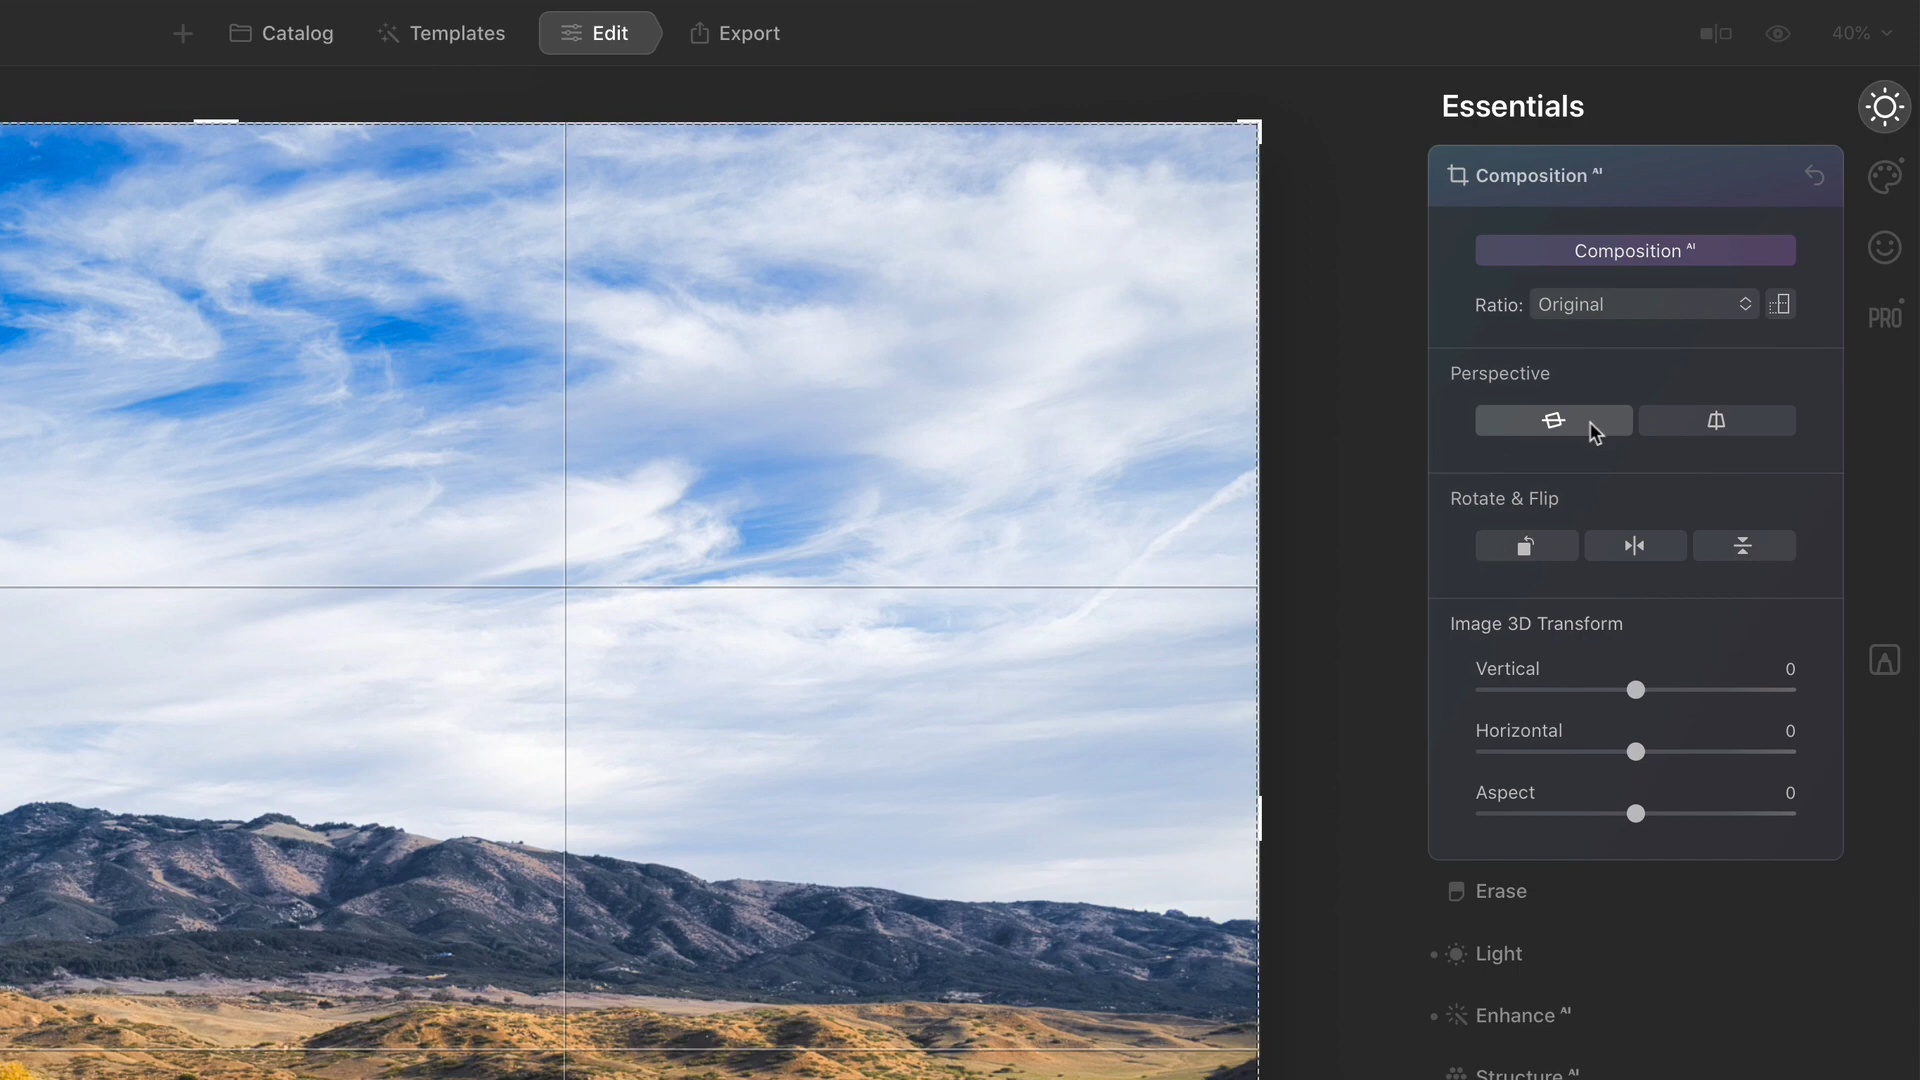 Catalog
Templates
Edit
Export
40%
Essentials
Composition AI
Composition AI
Ratio: Original
Perspective
Rotate & Flip
Image 3D Transform
Vertical 0
Horizontal 0
Aspect 0
Erase
Light
Enhance AI
Structure AI
PRO